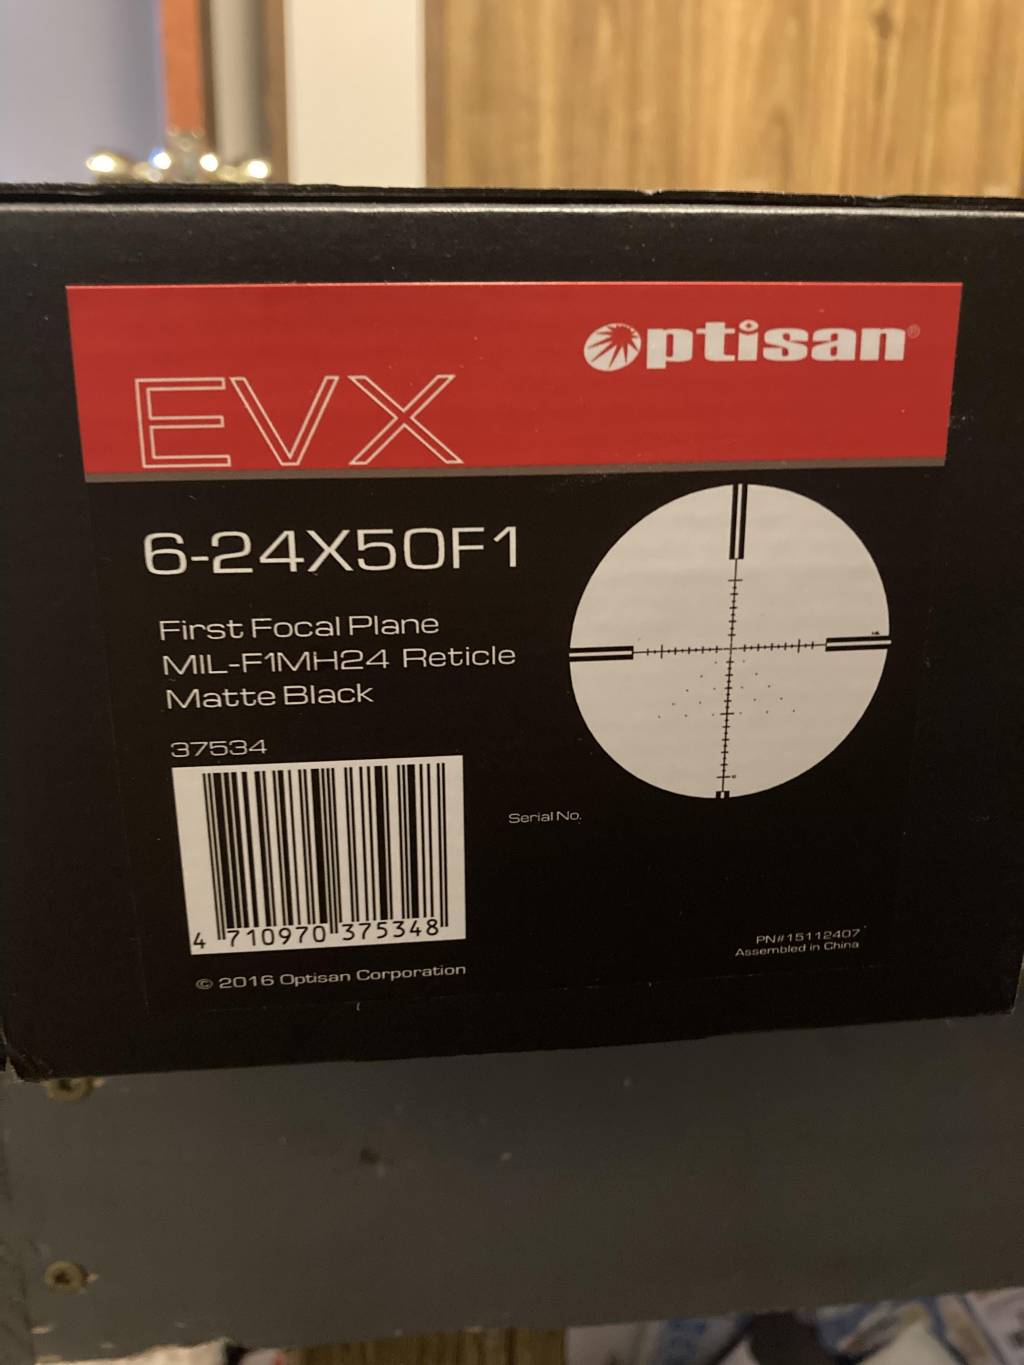 Optisan®
EVX
6-24X50F1
First Focal Plane
MIL-F1MH24 Reticle
Matte Black
37534
4 710970 375348
Serial No.
PN#15112407
Assembled in China
© 2016 Optisan Corporation